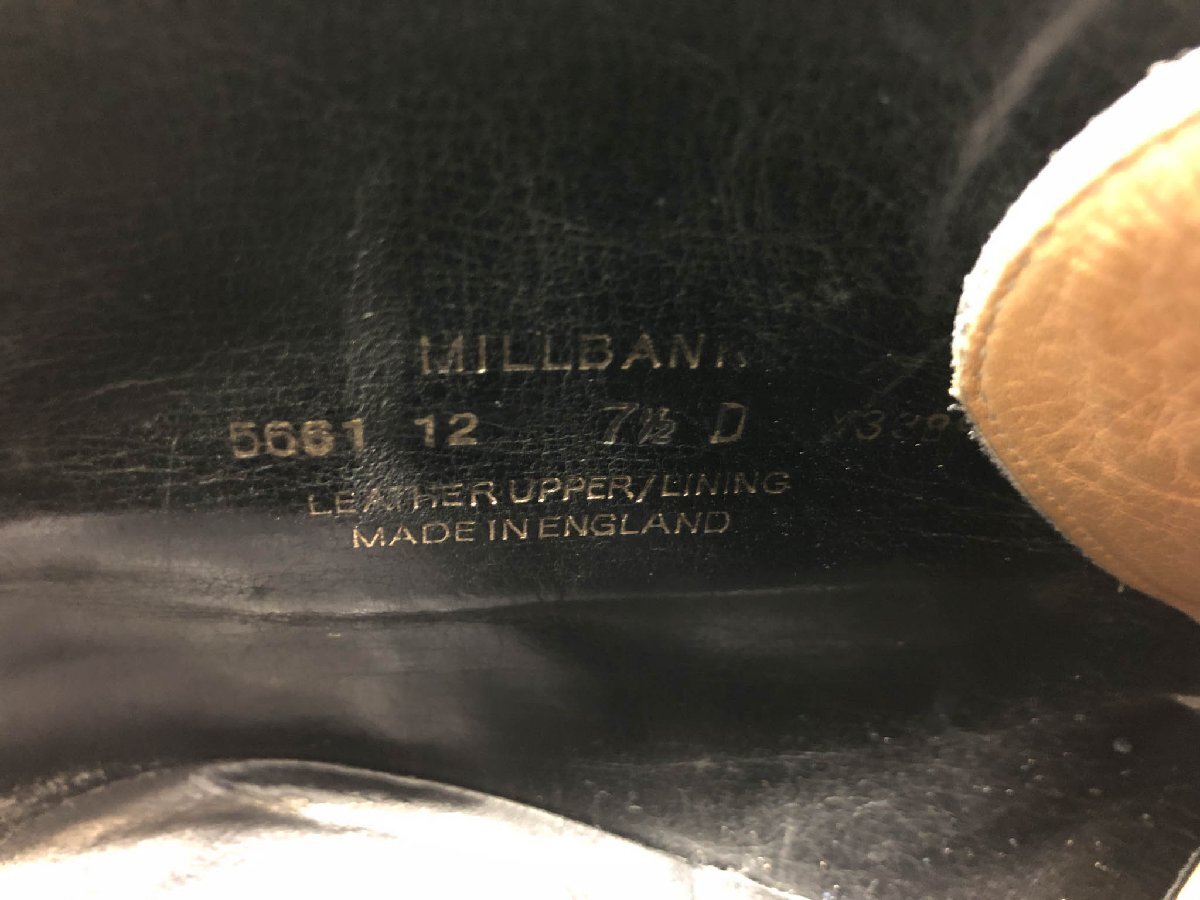 MILLBANK
5661 12 7½ D
LEATHER UPPER/LINING
MADE IN ENGLAND